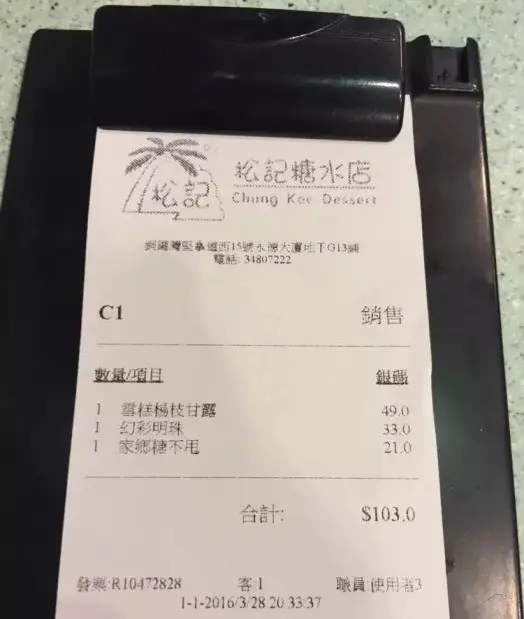 松記
松記糖水店
Chung Kee Dessert
銅鑼灣堅拿道西15號永德大廈地下G13鋪
電話: 34807222
C1 銷售
數量/項目 銀碼
1 雪糕楊枝甘露 49.0
1 幻彩明珠 33.0
1 家鄉糖不甩 21.0
合計: $103.0
發票:R10472828 客:1 職員:使用者3
1-1-2016/3/28 20:33:37